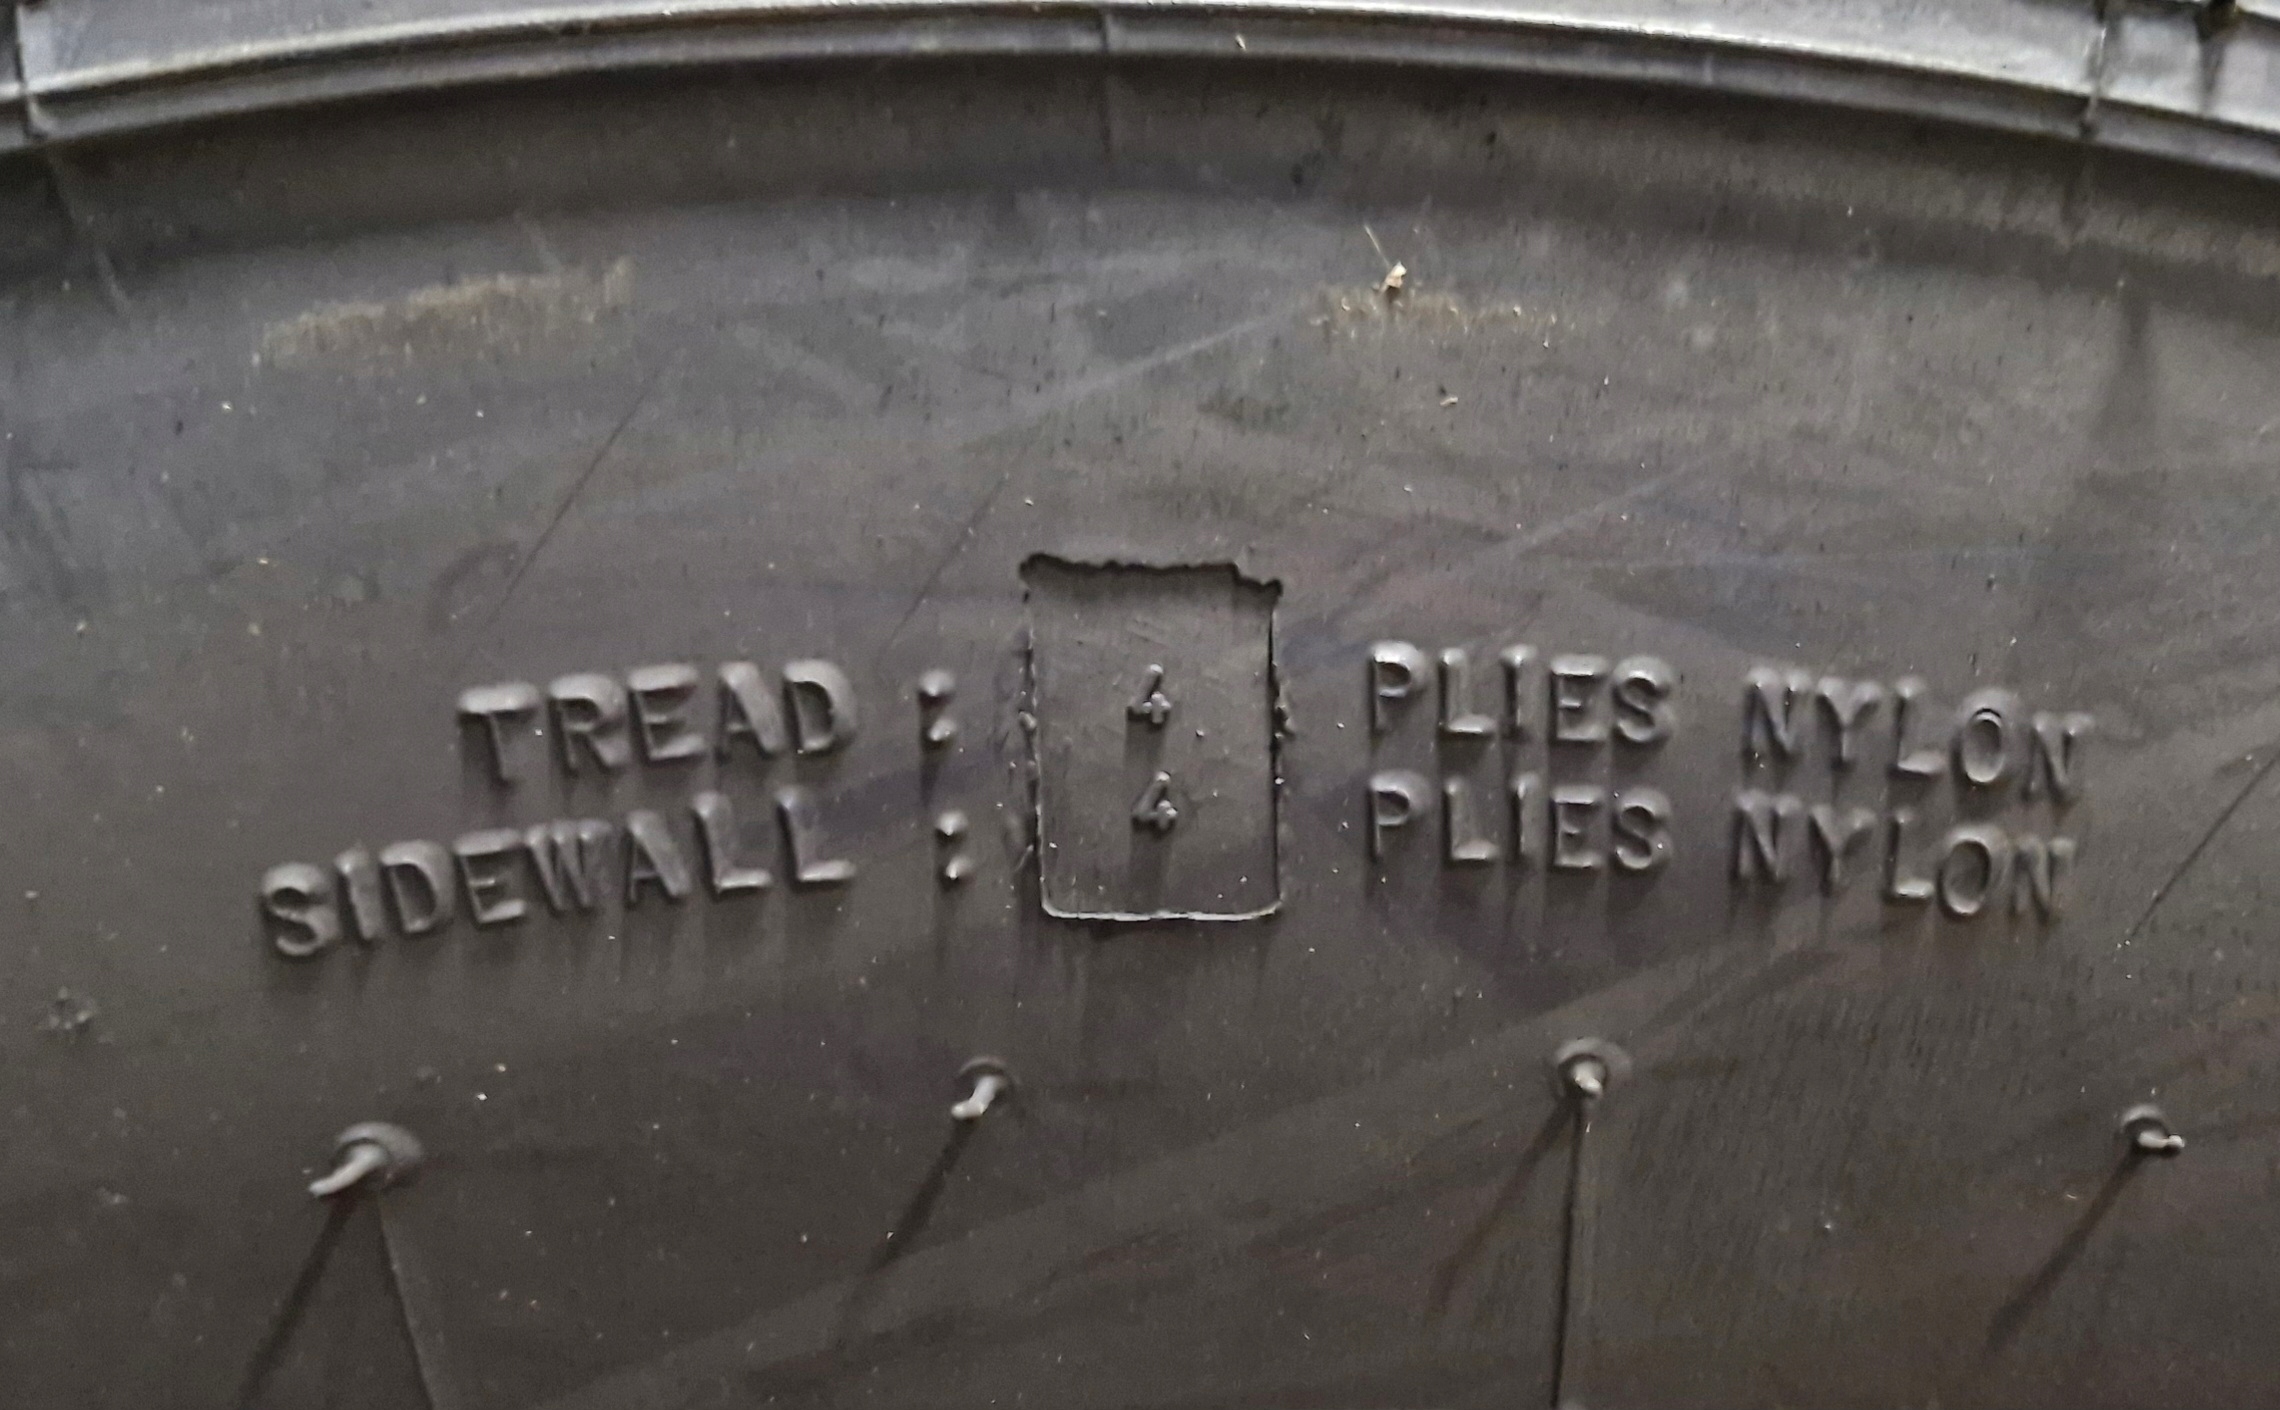 TREAD : 4 PLIES NYLON
SIDEWALL : 4 PLIES NYLON